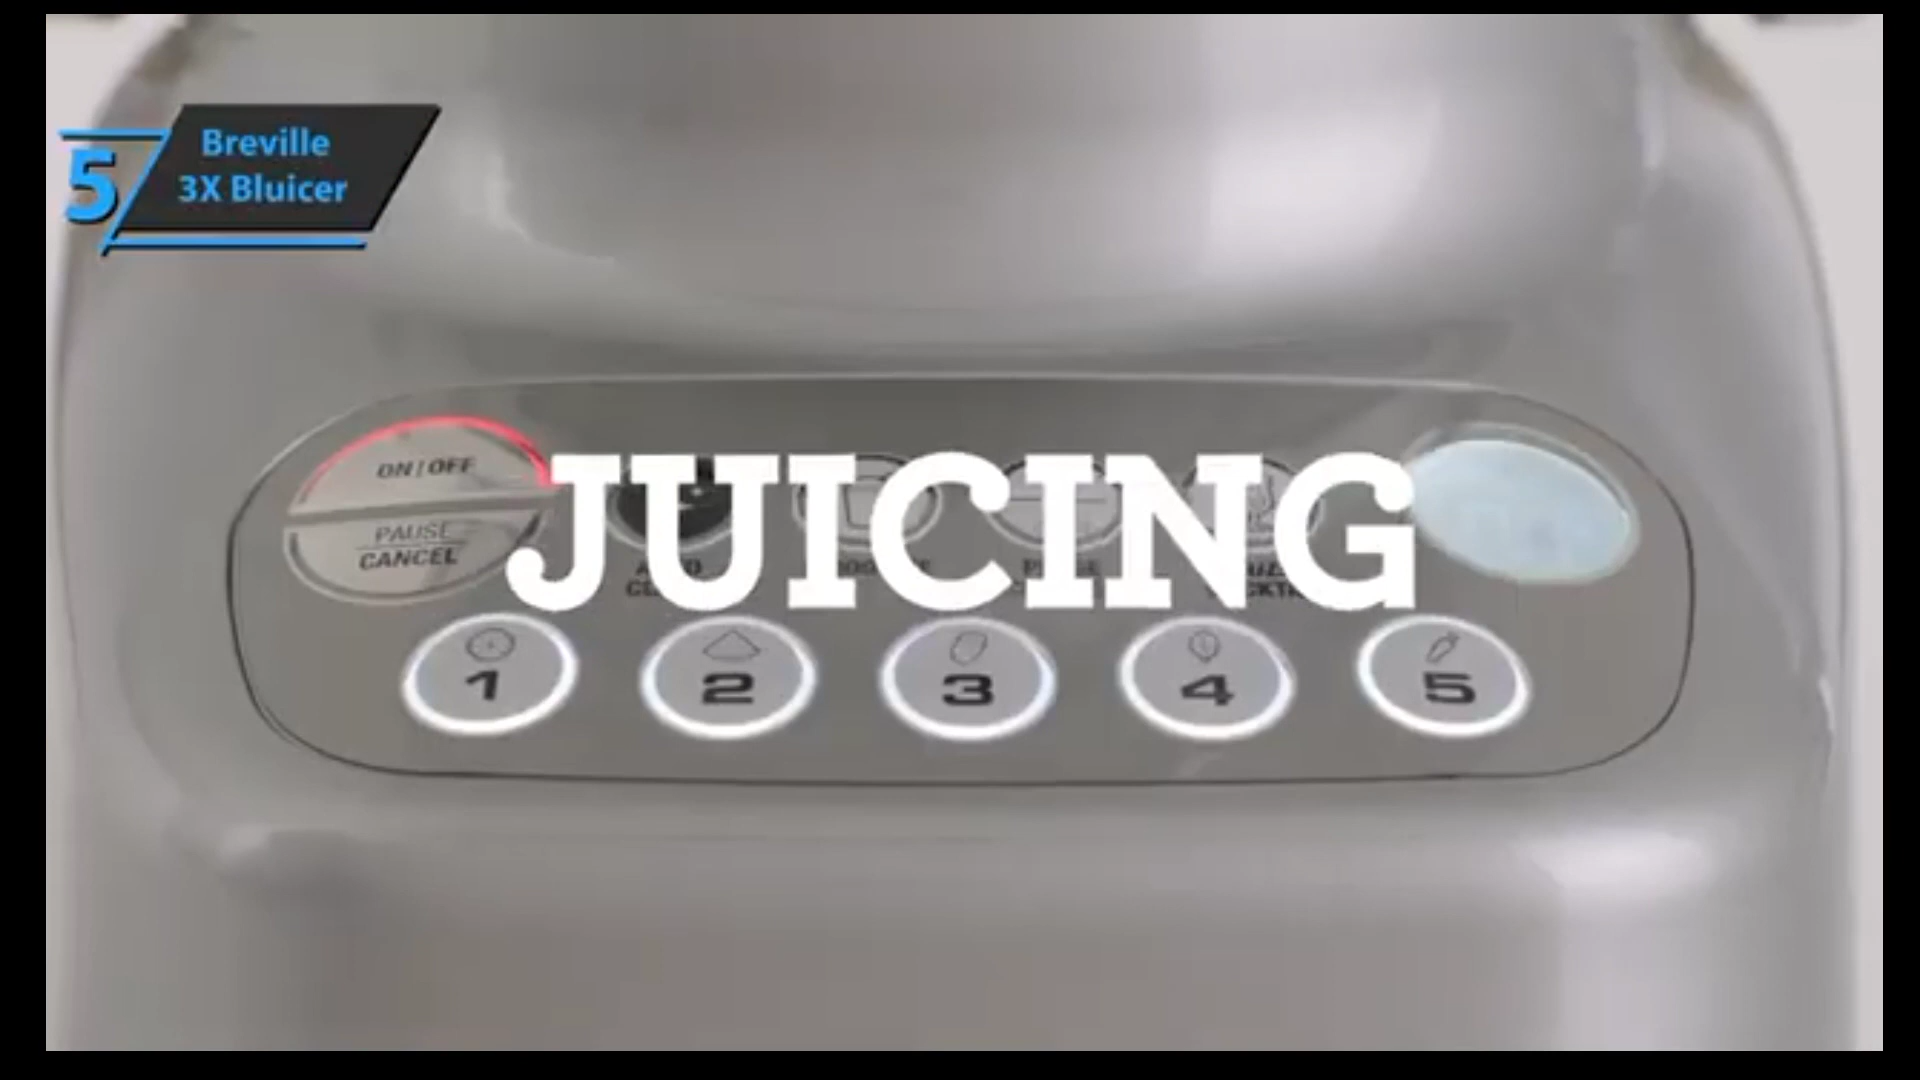 5
Breville
3X Bluicer
JUICING
ON | OFF
PAUSE
CANCEL
1 2 3 4 5